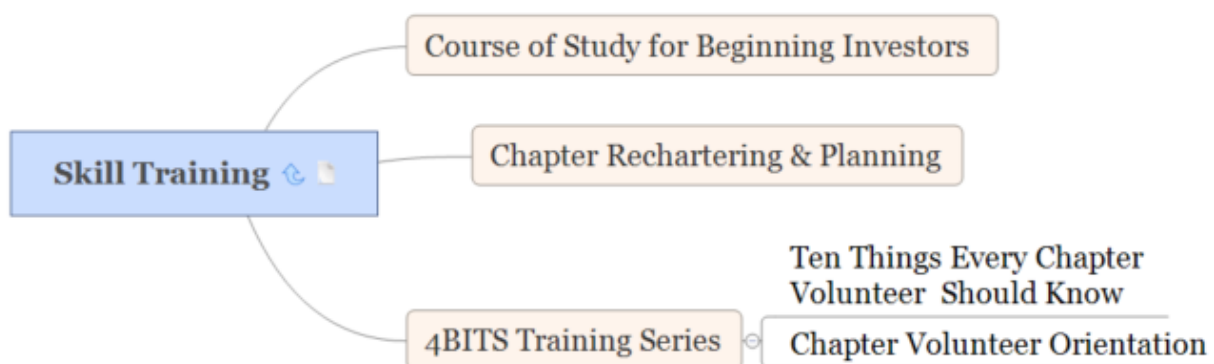 Course of Study for Beginning Investors
Skill Training
Chapter Rechartering & Planning
Ten Things Every Chapter
Volunteer Should Know
4BITS Training Series
Chapter Volunteer Orientation